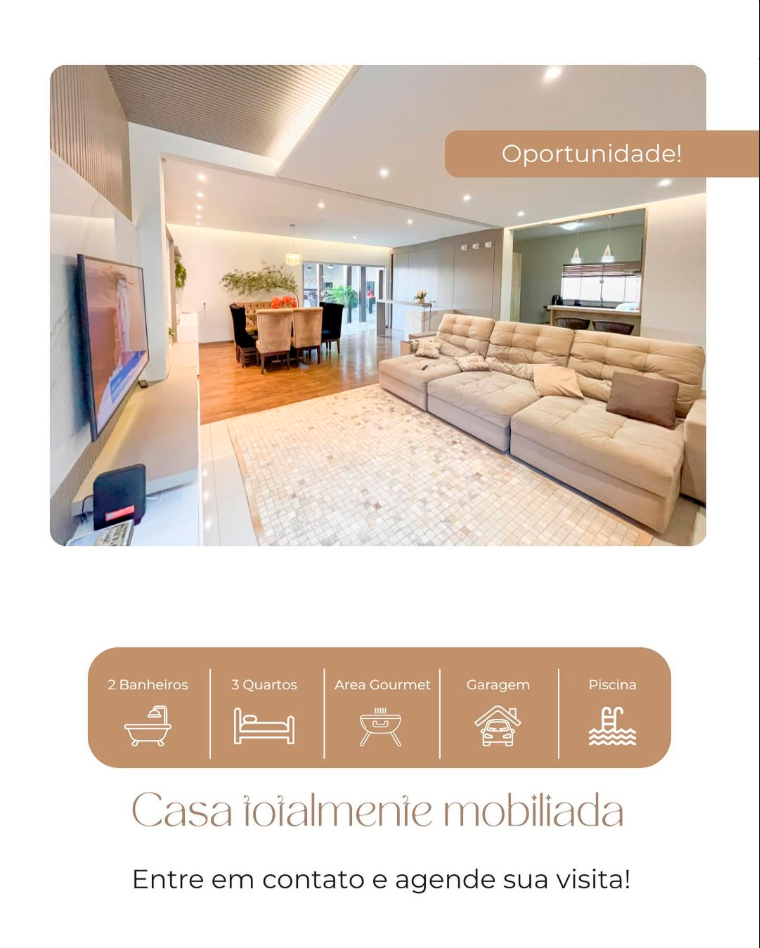 Oportunidade!
2 Banheiros
3 Quartos
Area Gourmet
Garagem
Piscina
Casa totalmente mobiliada
Entre em contato e agende sua visita!